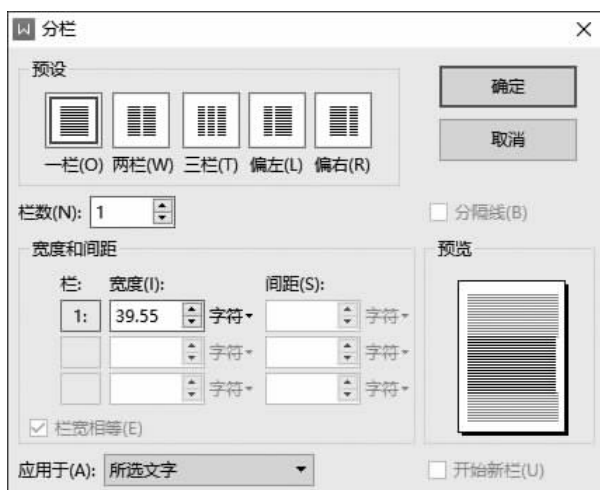 分栏
预设
一栏(O) 两栏(W) 三栏(T) 偏左(L) 偏右(R)
确定
取消
栏数(N): 1
分隔线(B)
宽度和间距
预览
栏: 宽度(I): 间距(S):
1: 39.55 字符 字符
字符 字符
字符 字符
栏宽相等(E)
应用于(A): 所选文字
开始新栏(U)